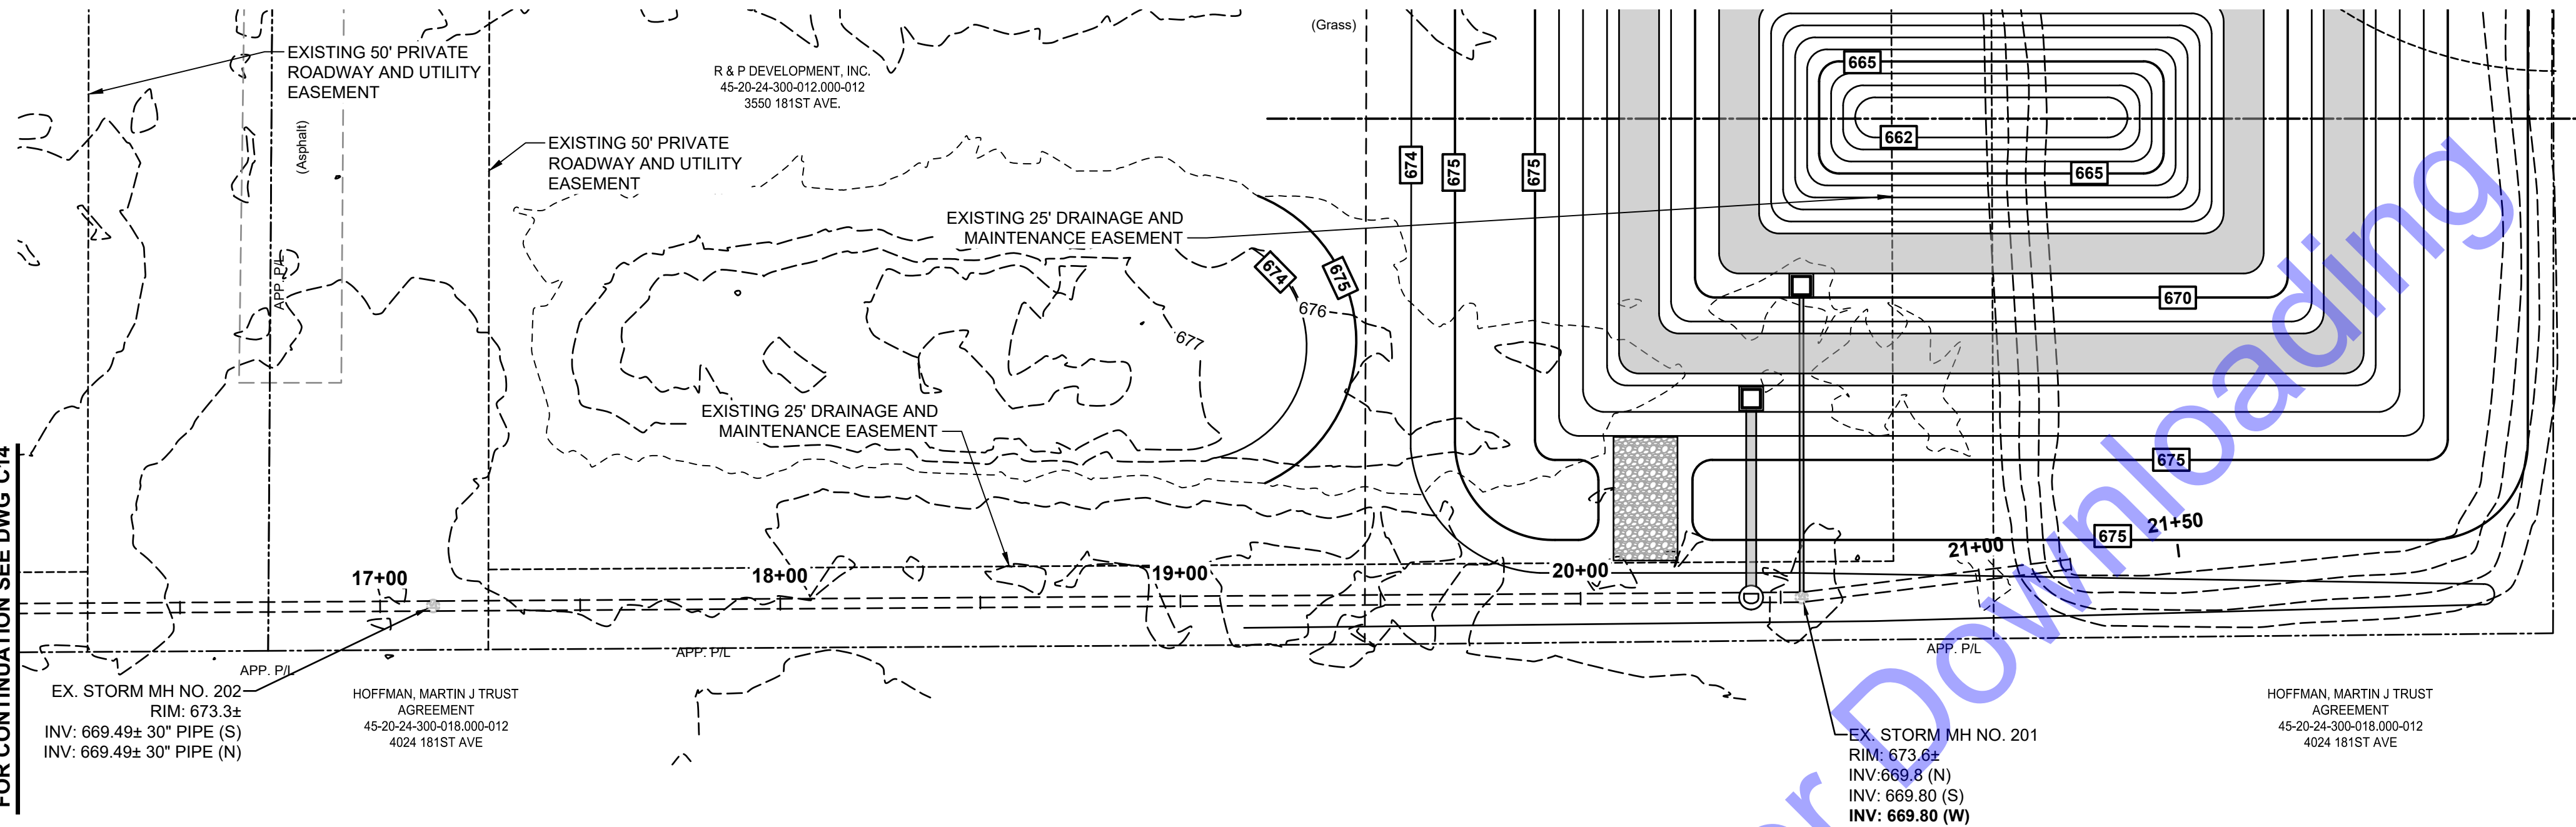 EXISTING 50' PRIVATE
ROADWAY AND UTILITY
EASEMENT
(Asphalt)
APP. P/L
EXISTING 50' PRIVATE
ROADWAY AND UTILITY
EASEMENT
R & P DEVELOPMENT, INC.
45-20-24-300-012.000-012
3550 181ST AVE.
(Grass)
EXISTING 25' DRAINAGE AND
MAINTENANCE EASEMENT
674
675
676
677
674
675
675
665
662
665
670
675
675
EXISTING 25' DRAINAGE AND
MAINTENANCE EASEMENT
17+00
18+00
19+00
20+00
21+00
21+50
APP. P/L
APP. P/L
APP. P/L
FOR CONTINUATION SEE DWG C14
EX. STORM MH NO. 202
RIM: 673.3±
INV: 669.49± 30" PIPE (S)
INV: 669.49± 30" PIPE (N)
HOFFMAN, MARTIN J TRUST
AGREEMENT
45-20-24-300-018.000-012
4024 181ST AVE
EX. STORM MH NO. 201
RIM: 673.6±
INV:669.8 (N)
INV: 669.80 (S)
INV: 669.80 (W)
HOFFMAN, MARTIN J TRUST
AGREEMENT
45-20-24-300-018.000-012
4024 181ST AVE
Downloading